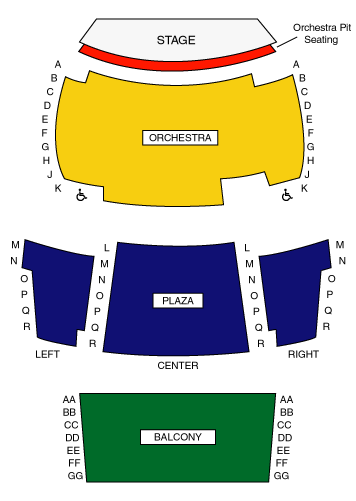 STAGE
Orchestra Pit
Seating
A A
B B
C C
D D
E E
F F
G G
H H
J J
K K
ORCHESTRA
M L L M
N M M N
O N N O
P O O P
Q P P Q
R Q Q R
R R
PLAZA
LEFT
CENTER
RIGHT
AA AA
BB BB
CC CC
DD DD
EE EE
FF FF
GG GG
BALCONY